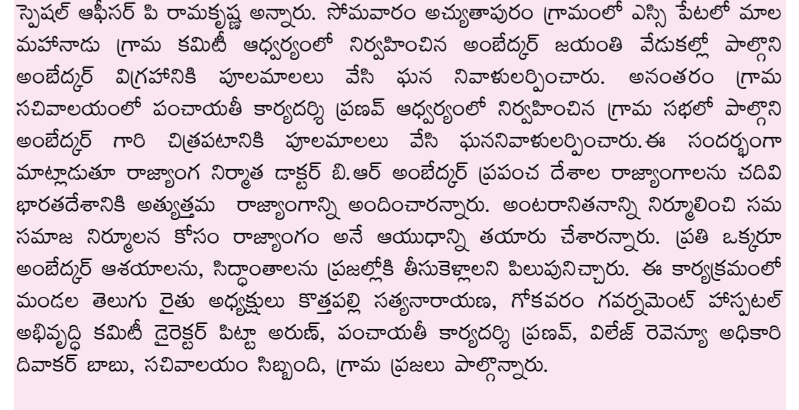 స్పెషల్ ఆఫీసర్ పి రామకృష్ణ అన్నారు. సోమవారం అచ్యుతాపురం గ్రామంలో ఎస్సి పేటలో మాల
మహానాడు గ్రామ కమిటీ ఆధ్వర్యంలో నిర్వహించిన అంబేద్కర్ జయంతి వేడుకల్లో పాల్గొని
అంబేద్కర్ విగ్రహానికి పూలమాలలు వేసి ఘన నివాళులర్పించారు. అనంతరం గ్రామ
సచివాలయంలో పంచాయతీ కార్యదర్శి ప్రణవ్ ఆధ్వర్యంలో నిర్వహించిన గ్రామ సభలో పాల్గొని
అంబేద్కర్ గారి చిత్రపటానికి పూలమాలలు వేసి ఘననివాళులర్పించారు.ఈ సందర్భంగా
మాట్లాడుతూ రాజ్యాంగ నిర్మాత డాక్టర్ బి.ఆర్ అంబేద్కర్ ప్రపంచ దేశాల రాజ్యాంగాలను చదివి
భారతదేశానికి అత్యుత్తమ రాజ్యాంగాన్ని అందించారన్నారు. అంటరానితనాన్ని నిర్మూలించి సమ
సమాజ నిర్మూలన కోసం రాజ్యాంగం అనే ఆయుధాన్ని తయారు చేశారన్నారు. ప్రతి ఒక్కరూ
అంబేద్కర్ ఆశయాలను, సిద్ధాంతాలను ప్రజల్లోకి తీసుకెళ్లాలని పిలుపునిచ్చారు. ఈ కార్యక్రమంలో
మండల తెలుగు రైతు అధ్యక్షులు కొత్తపల్లి సత్యనారాయణ, గోకవరం గవర్నమెంట్ హాస్పటల్
అభివృద్ధి కమిటీ డైరెక్టర్ పిట్టా అరుణ్, పంచాయతీ కార్యదర్శి ప్రణవ్, విలేజ్ రెవెన్యూ అధికారి
దివాకర్ బాబు, సచివాలయం సిబ్బంది, గ్రామ ప్రజలు పాల్గొన్నారు.